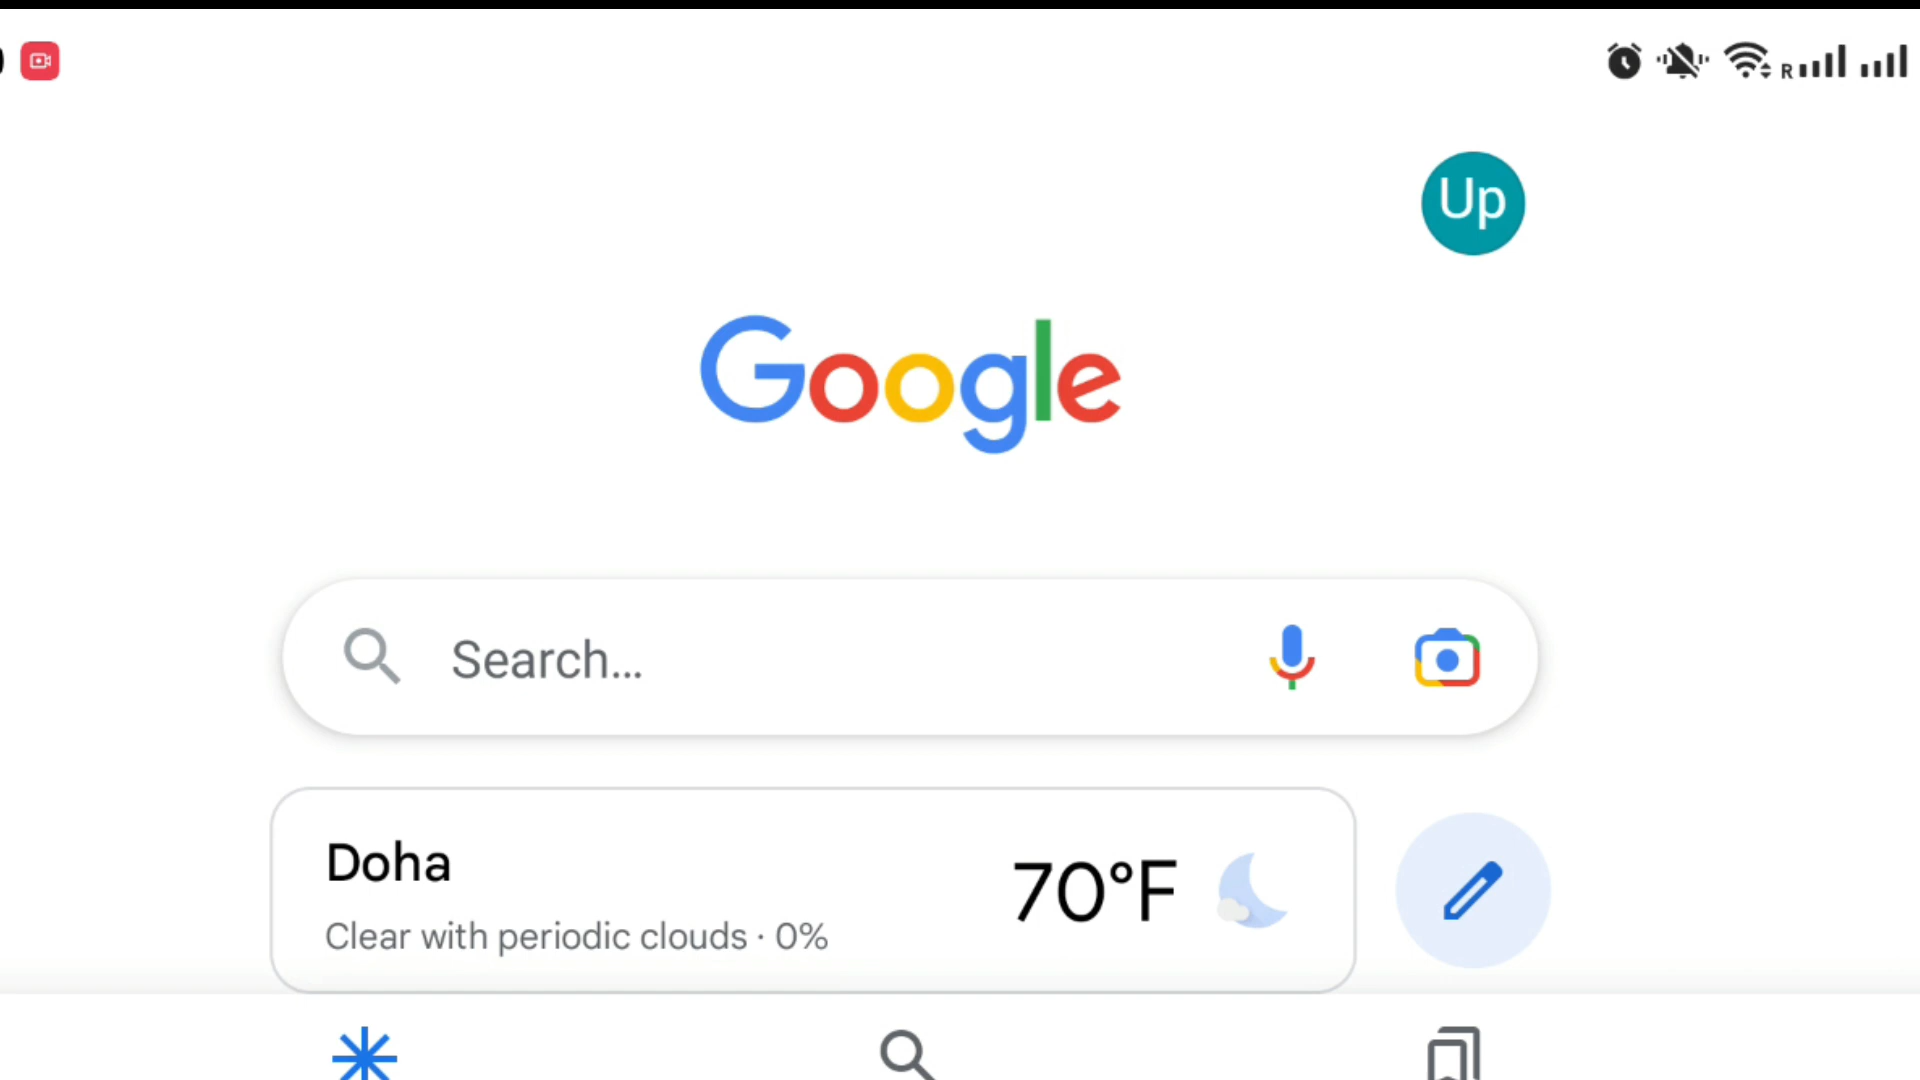 R
Up
Google
Search...
Doha
70°F
Clear with periodic clouds · 0%